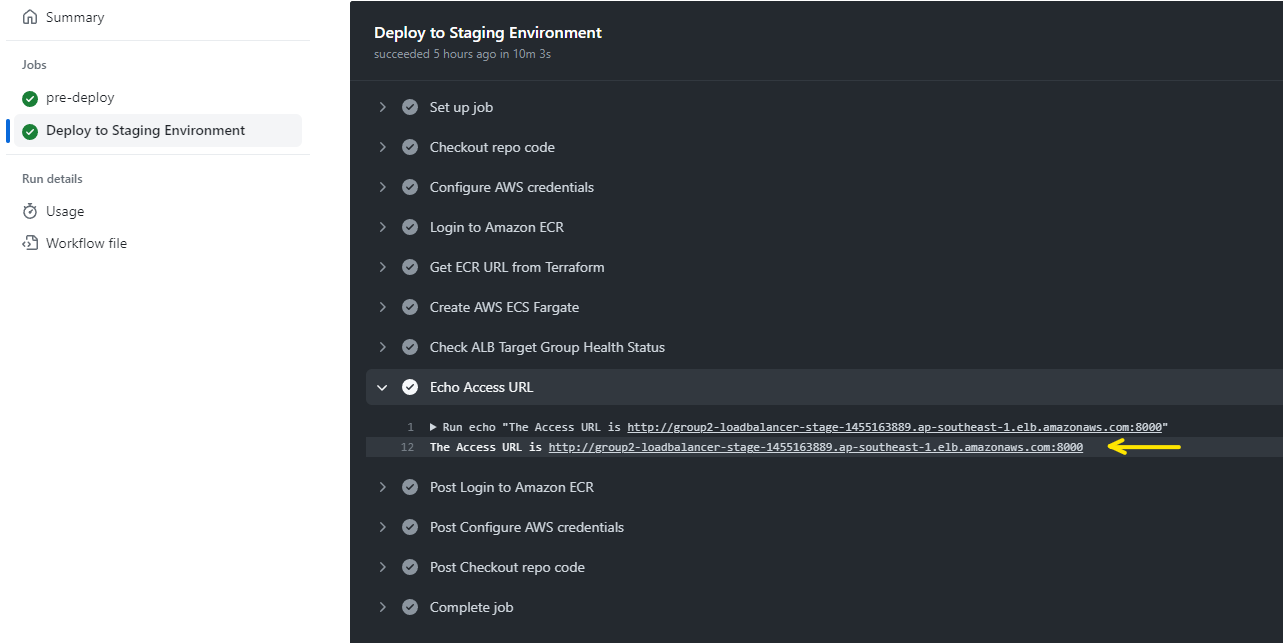 Summary
Jobs
pre-deploy
Deploy to Staging Environment
Run details
Usage
Workflow file
Deploy to Staging Environment
succeeded 5 hours ago in 10m 3s
Set up job
Checkout repo code
Configure AWS credentials
Login to Amazon ECR
Get ECR URL from Terraform
Create AWS ECS Fargate
Check ALB Target Group Health Status
Echo Access URL
1 Run echo "The Access URL is http://group2-loadbalancer-stage-1455163889.ap-southeast-1.elb.amazonaws.com:8000"
12 The Access URL is http://group2-loadbalancer-stage-1455163889.ap-southeast-1.elb.amazonaws.com:8000
Post Login to Amazon ECR
Post Configure AWS credentials
Post Checkout repo code
Complete job